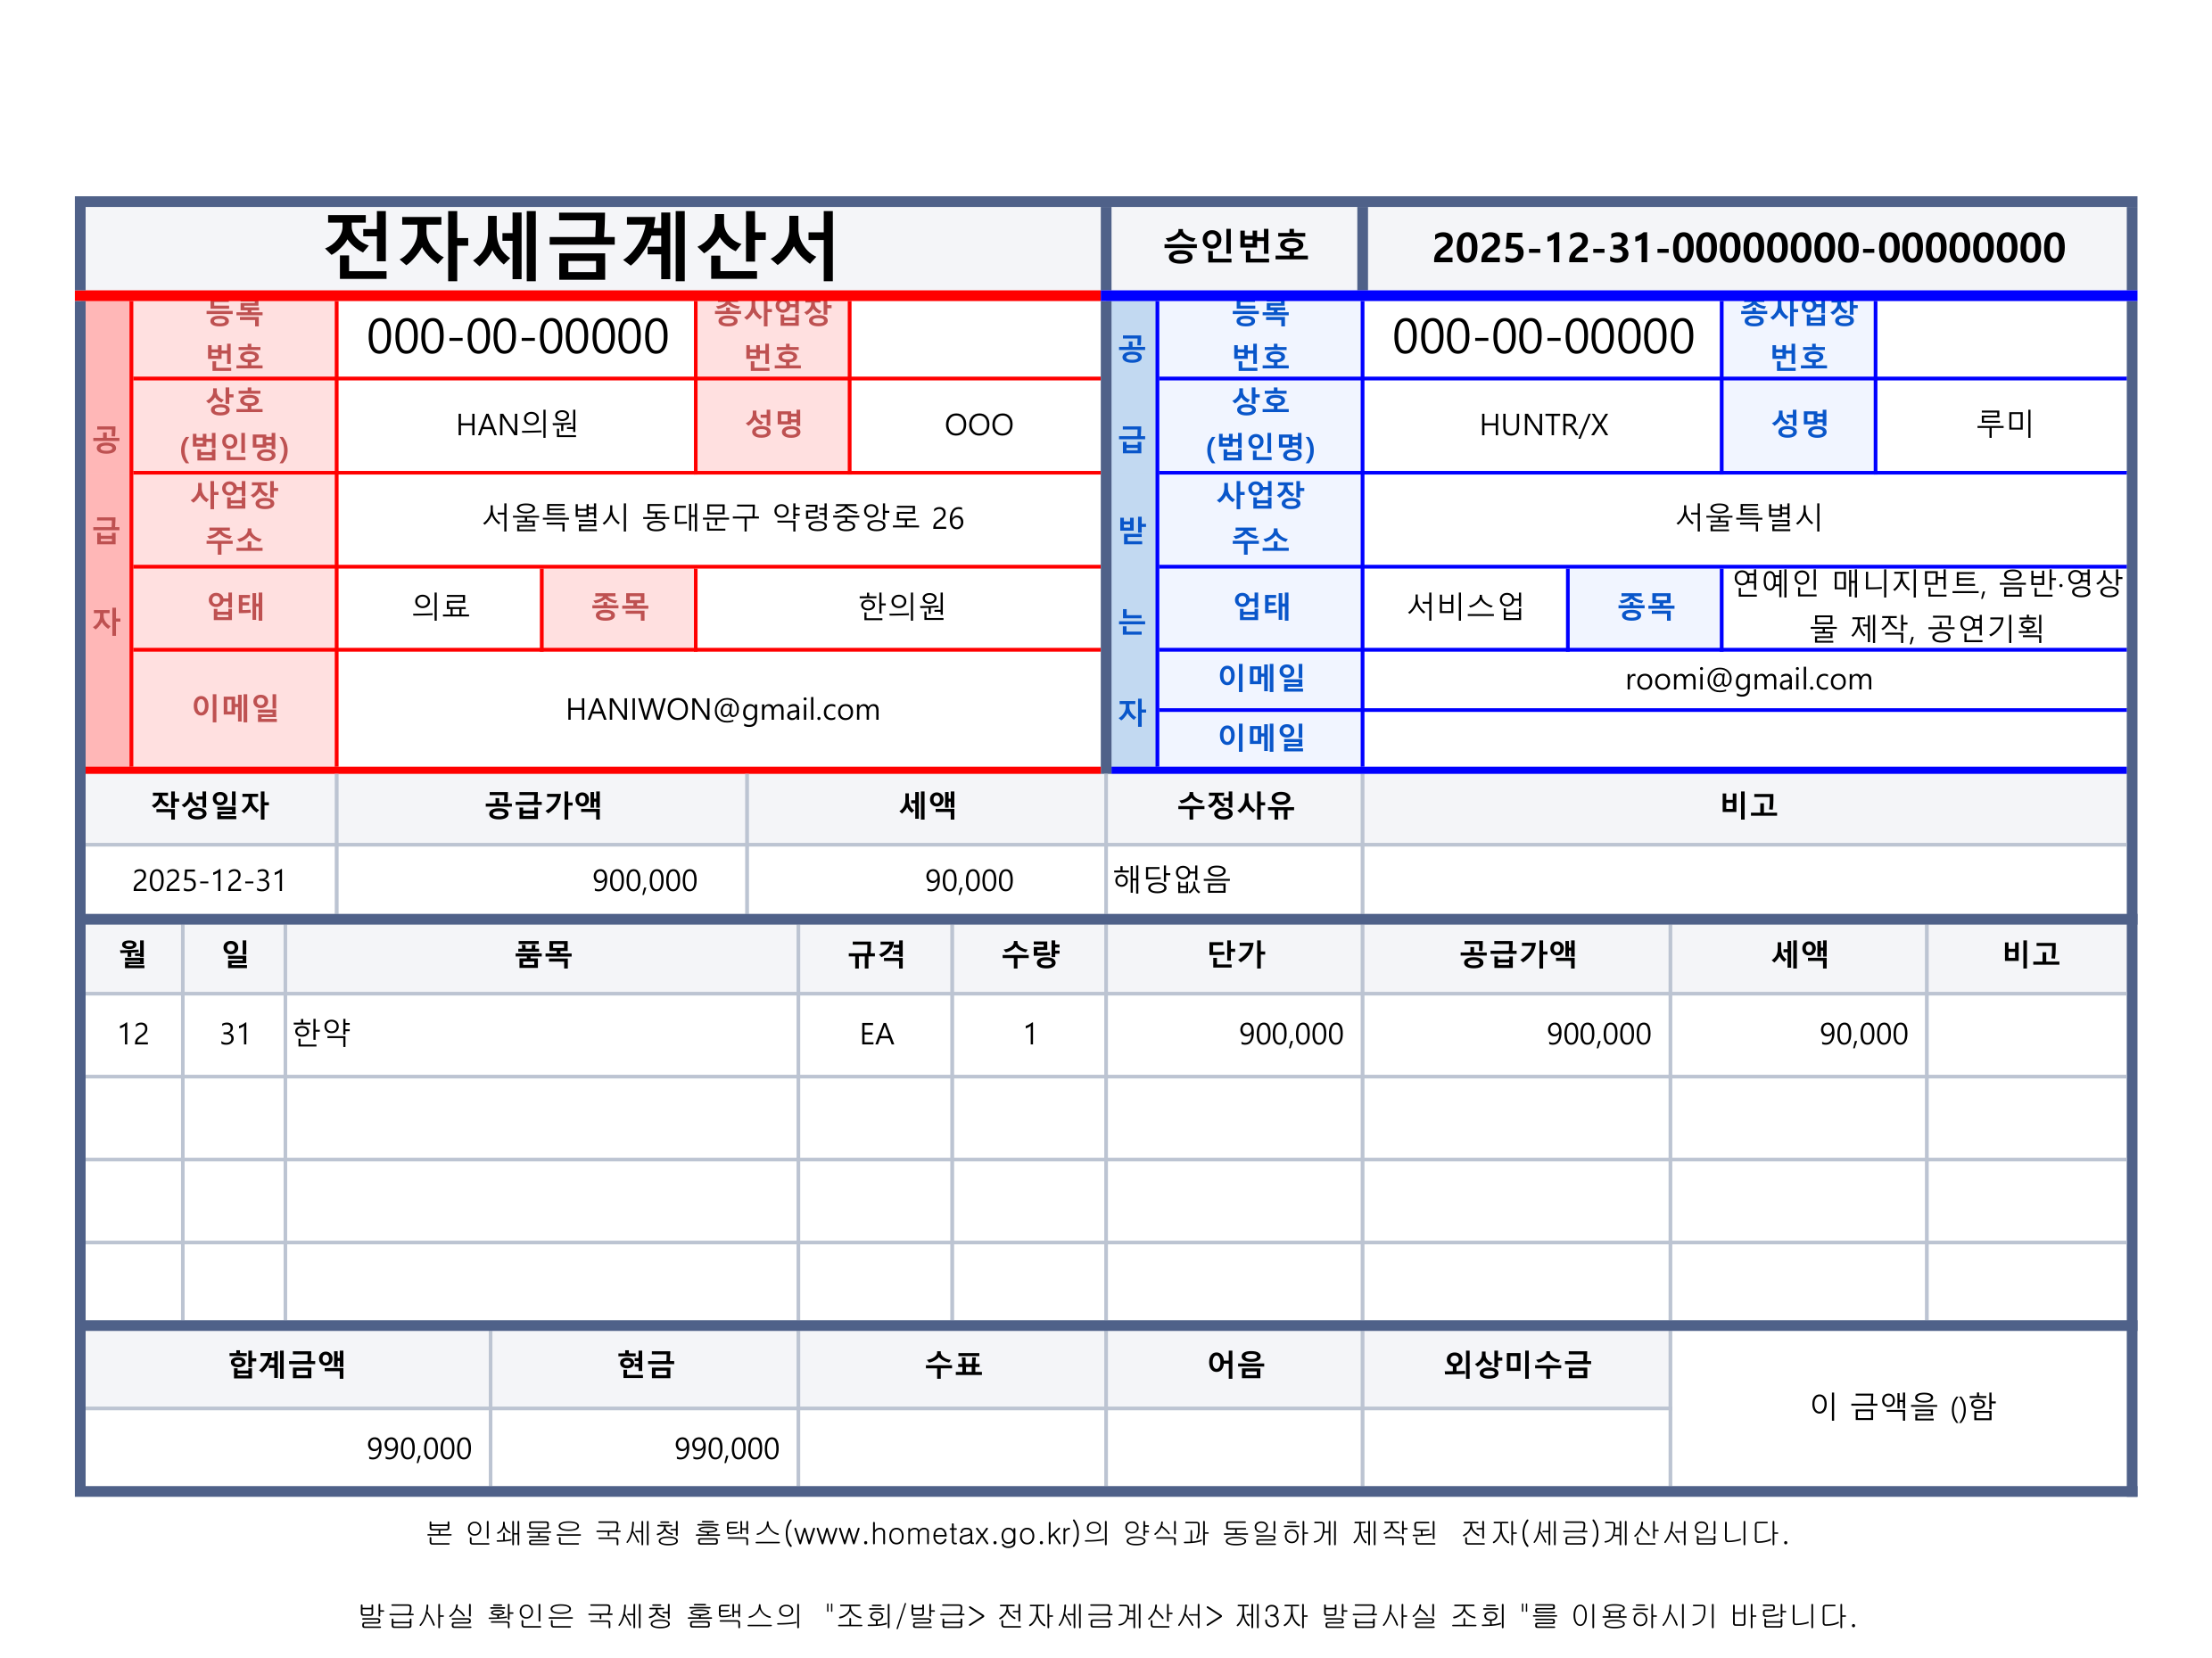 전자세금계산서 승인번호 2025-12-31-00000000-00000000
공급자
등록번호 000-00-00000 종사업장번호
상호(법인명) HAN의원 성명 OOO
사업장주소 서울특별시 동대문구 약령중앙로 26
업태 의료 종목 한의원
이메일 HANIWON@gmail.com
공급받는자
등록번호 000-00-00000 종사업장번호
상호(법인명) HUNTR/X 성명 루미
사업장주소 서울특별시
업태 서비스업 종목 연예인 매니지먼트, 음반·영상물 제작, 공연기획
이메일 roomi@gmail.com
이메일
작성일자 공급가액 세액 수정사유 비고
2025-12-31 900,000 90,000 해당없음
월 일 품목 규격 수량 단가 공급가액 세액 비고
12 31 한약 EA 1 900,000 900,000 90,000
합계금액 현금 수표 어음 외상미수금 이 금액을 ()함
990,000 990,000
본 인쇄물은 국세청 홈택스(www.hometax.go.kr)의 양식과 동일하게 제작된 전자(세금)계산서입니다.
발급사실 확인은 국세청 홈택스의 "조회/발급> 전자세금계산서> 제3자 발급사실 조회 "를 이용하시기 바랍니다.